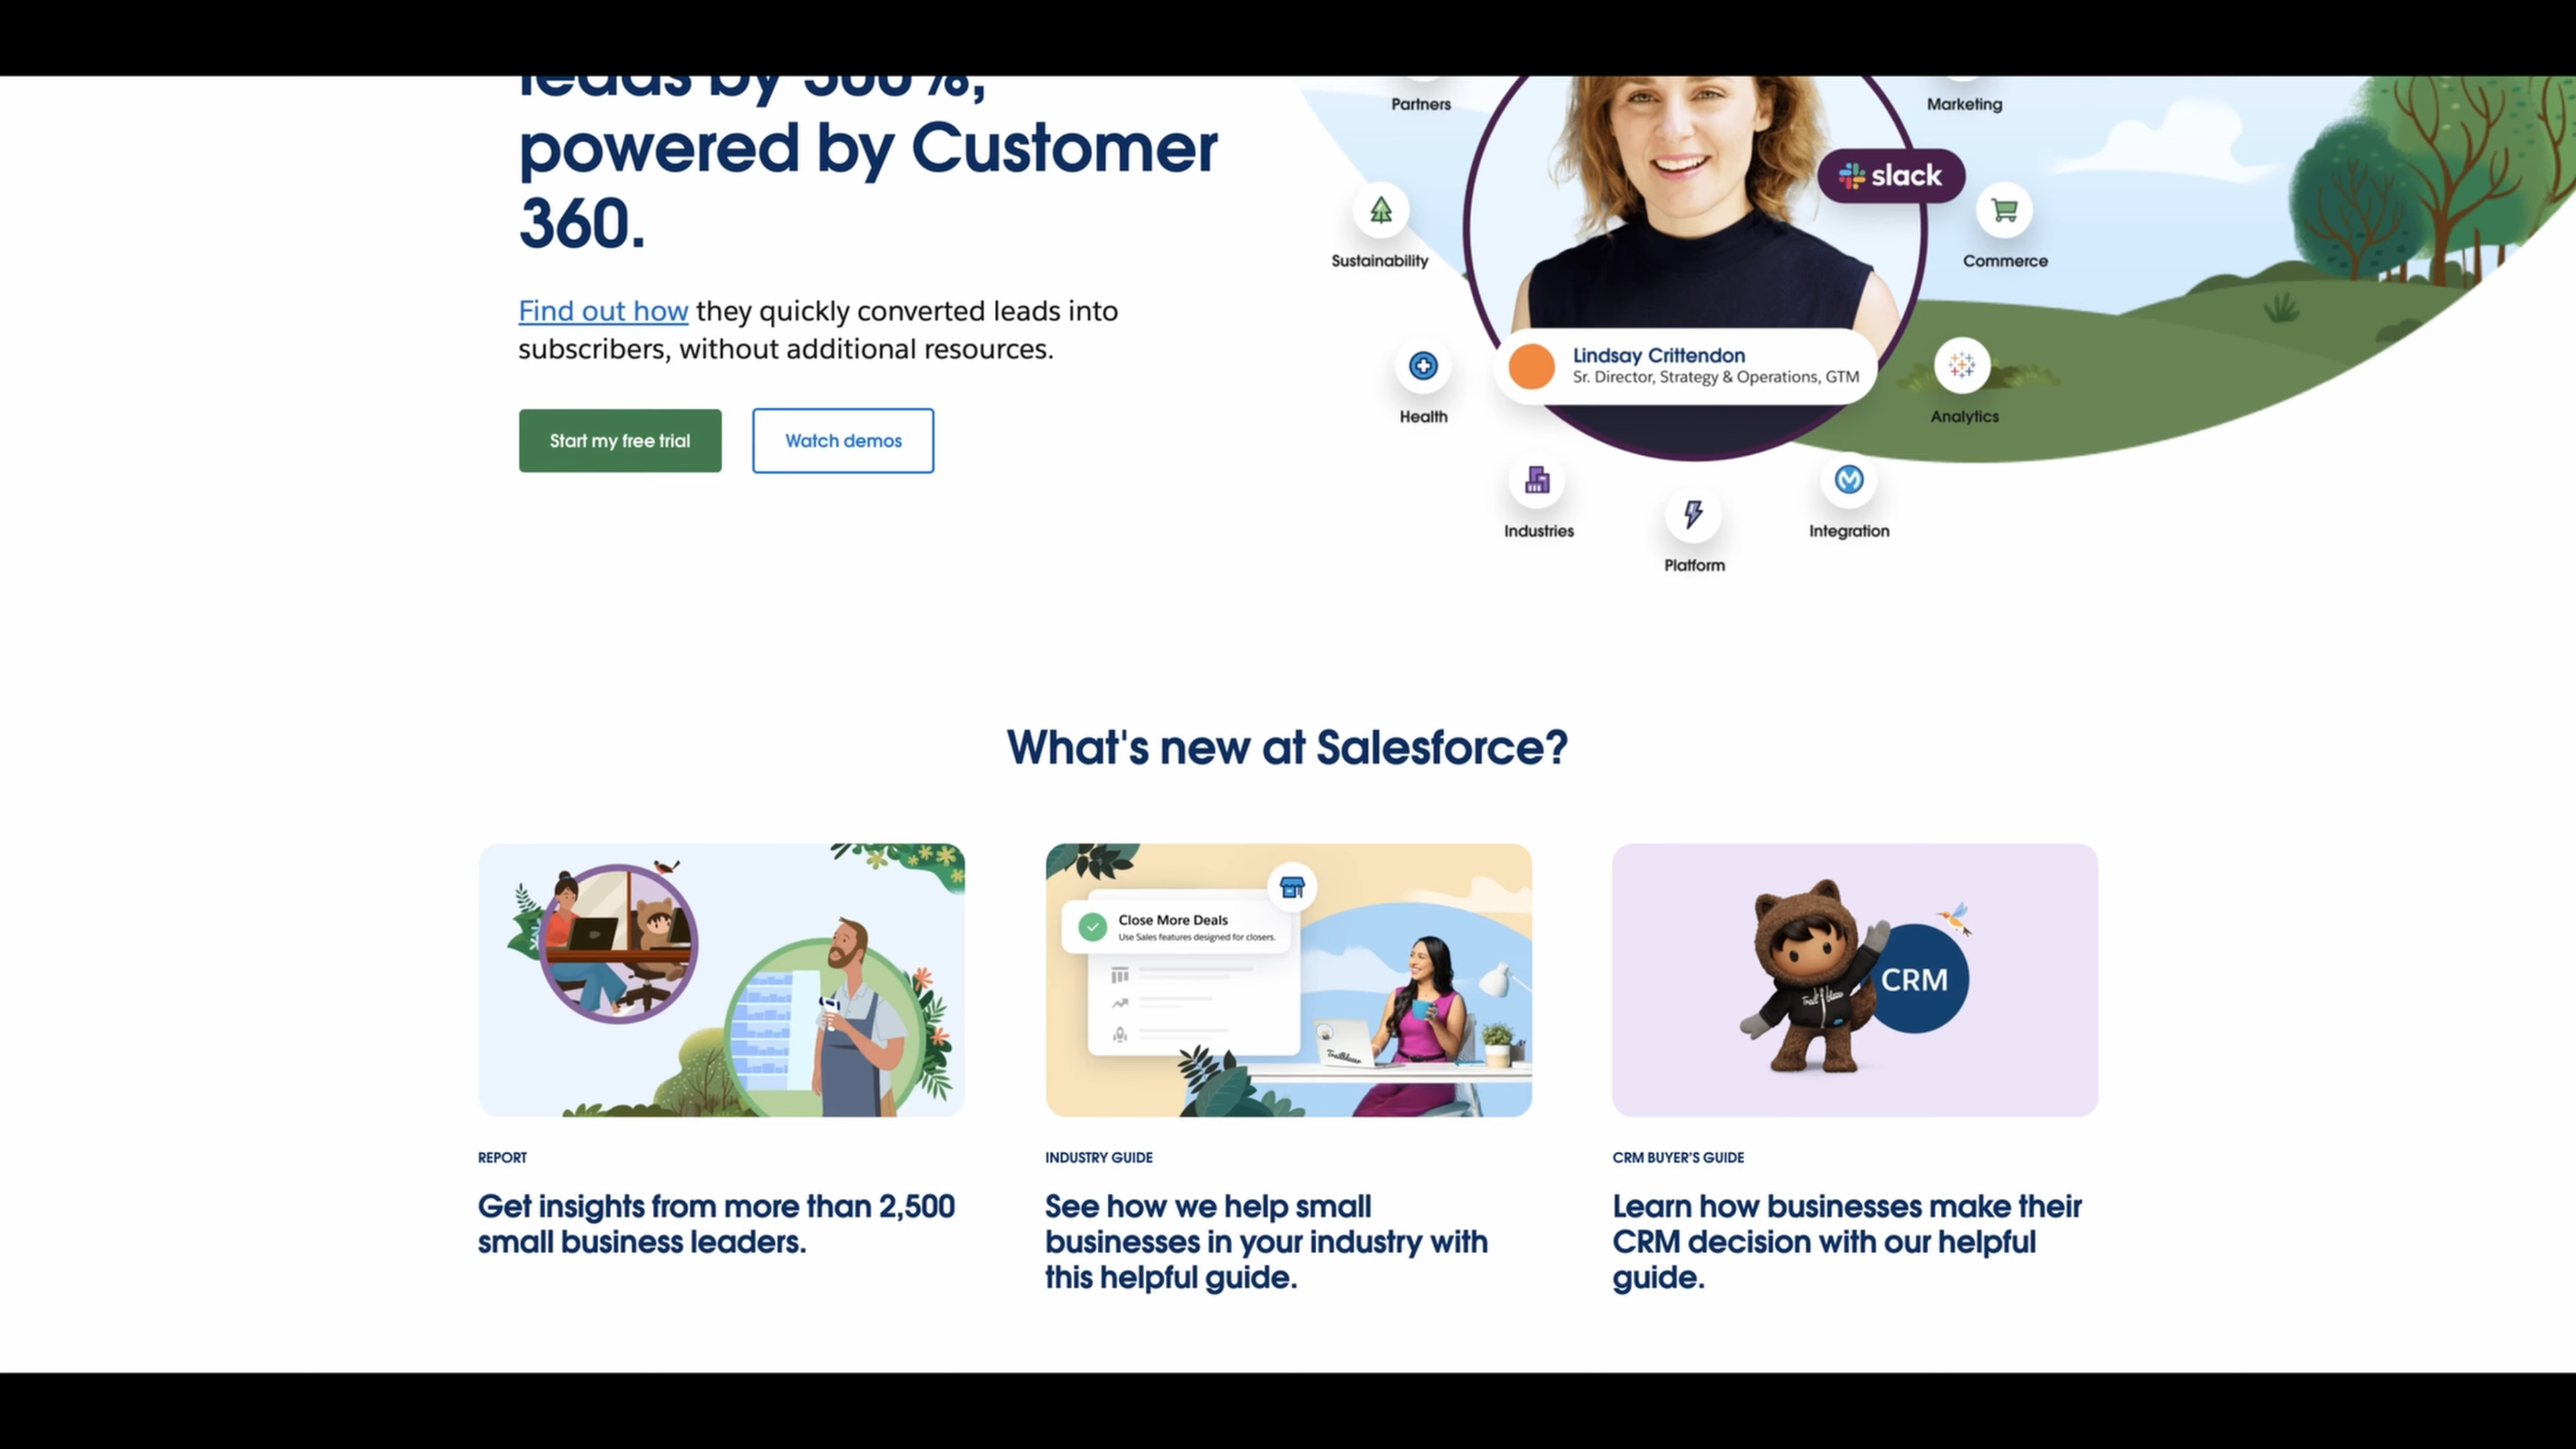 leads by 300%,
powered by Customer
360.
Find out how they quickly converted leads into
subscribers, without additional resources.
Start my free trial
Watch demos
Partners
Marketing
slack
Sustainability
Commerce
Lindsay Crittendon
Sr. Director, Strategy & Operations, GTM
Health
Analytics
Industries
Integration
Platform
What's new at Salesforce?
Close More Deals
Use Sales features designed for closers.
Trailblazer
CRM
REPORT
Get insights from more than 2,500
small business leaders.
INDUSTRY GUIDE
See how we help small
businesses in your industry with
this helpful guide.
CRM BUYER'S GUIDE
Learn how businesses make their
CRM decision with our helpful
guide.